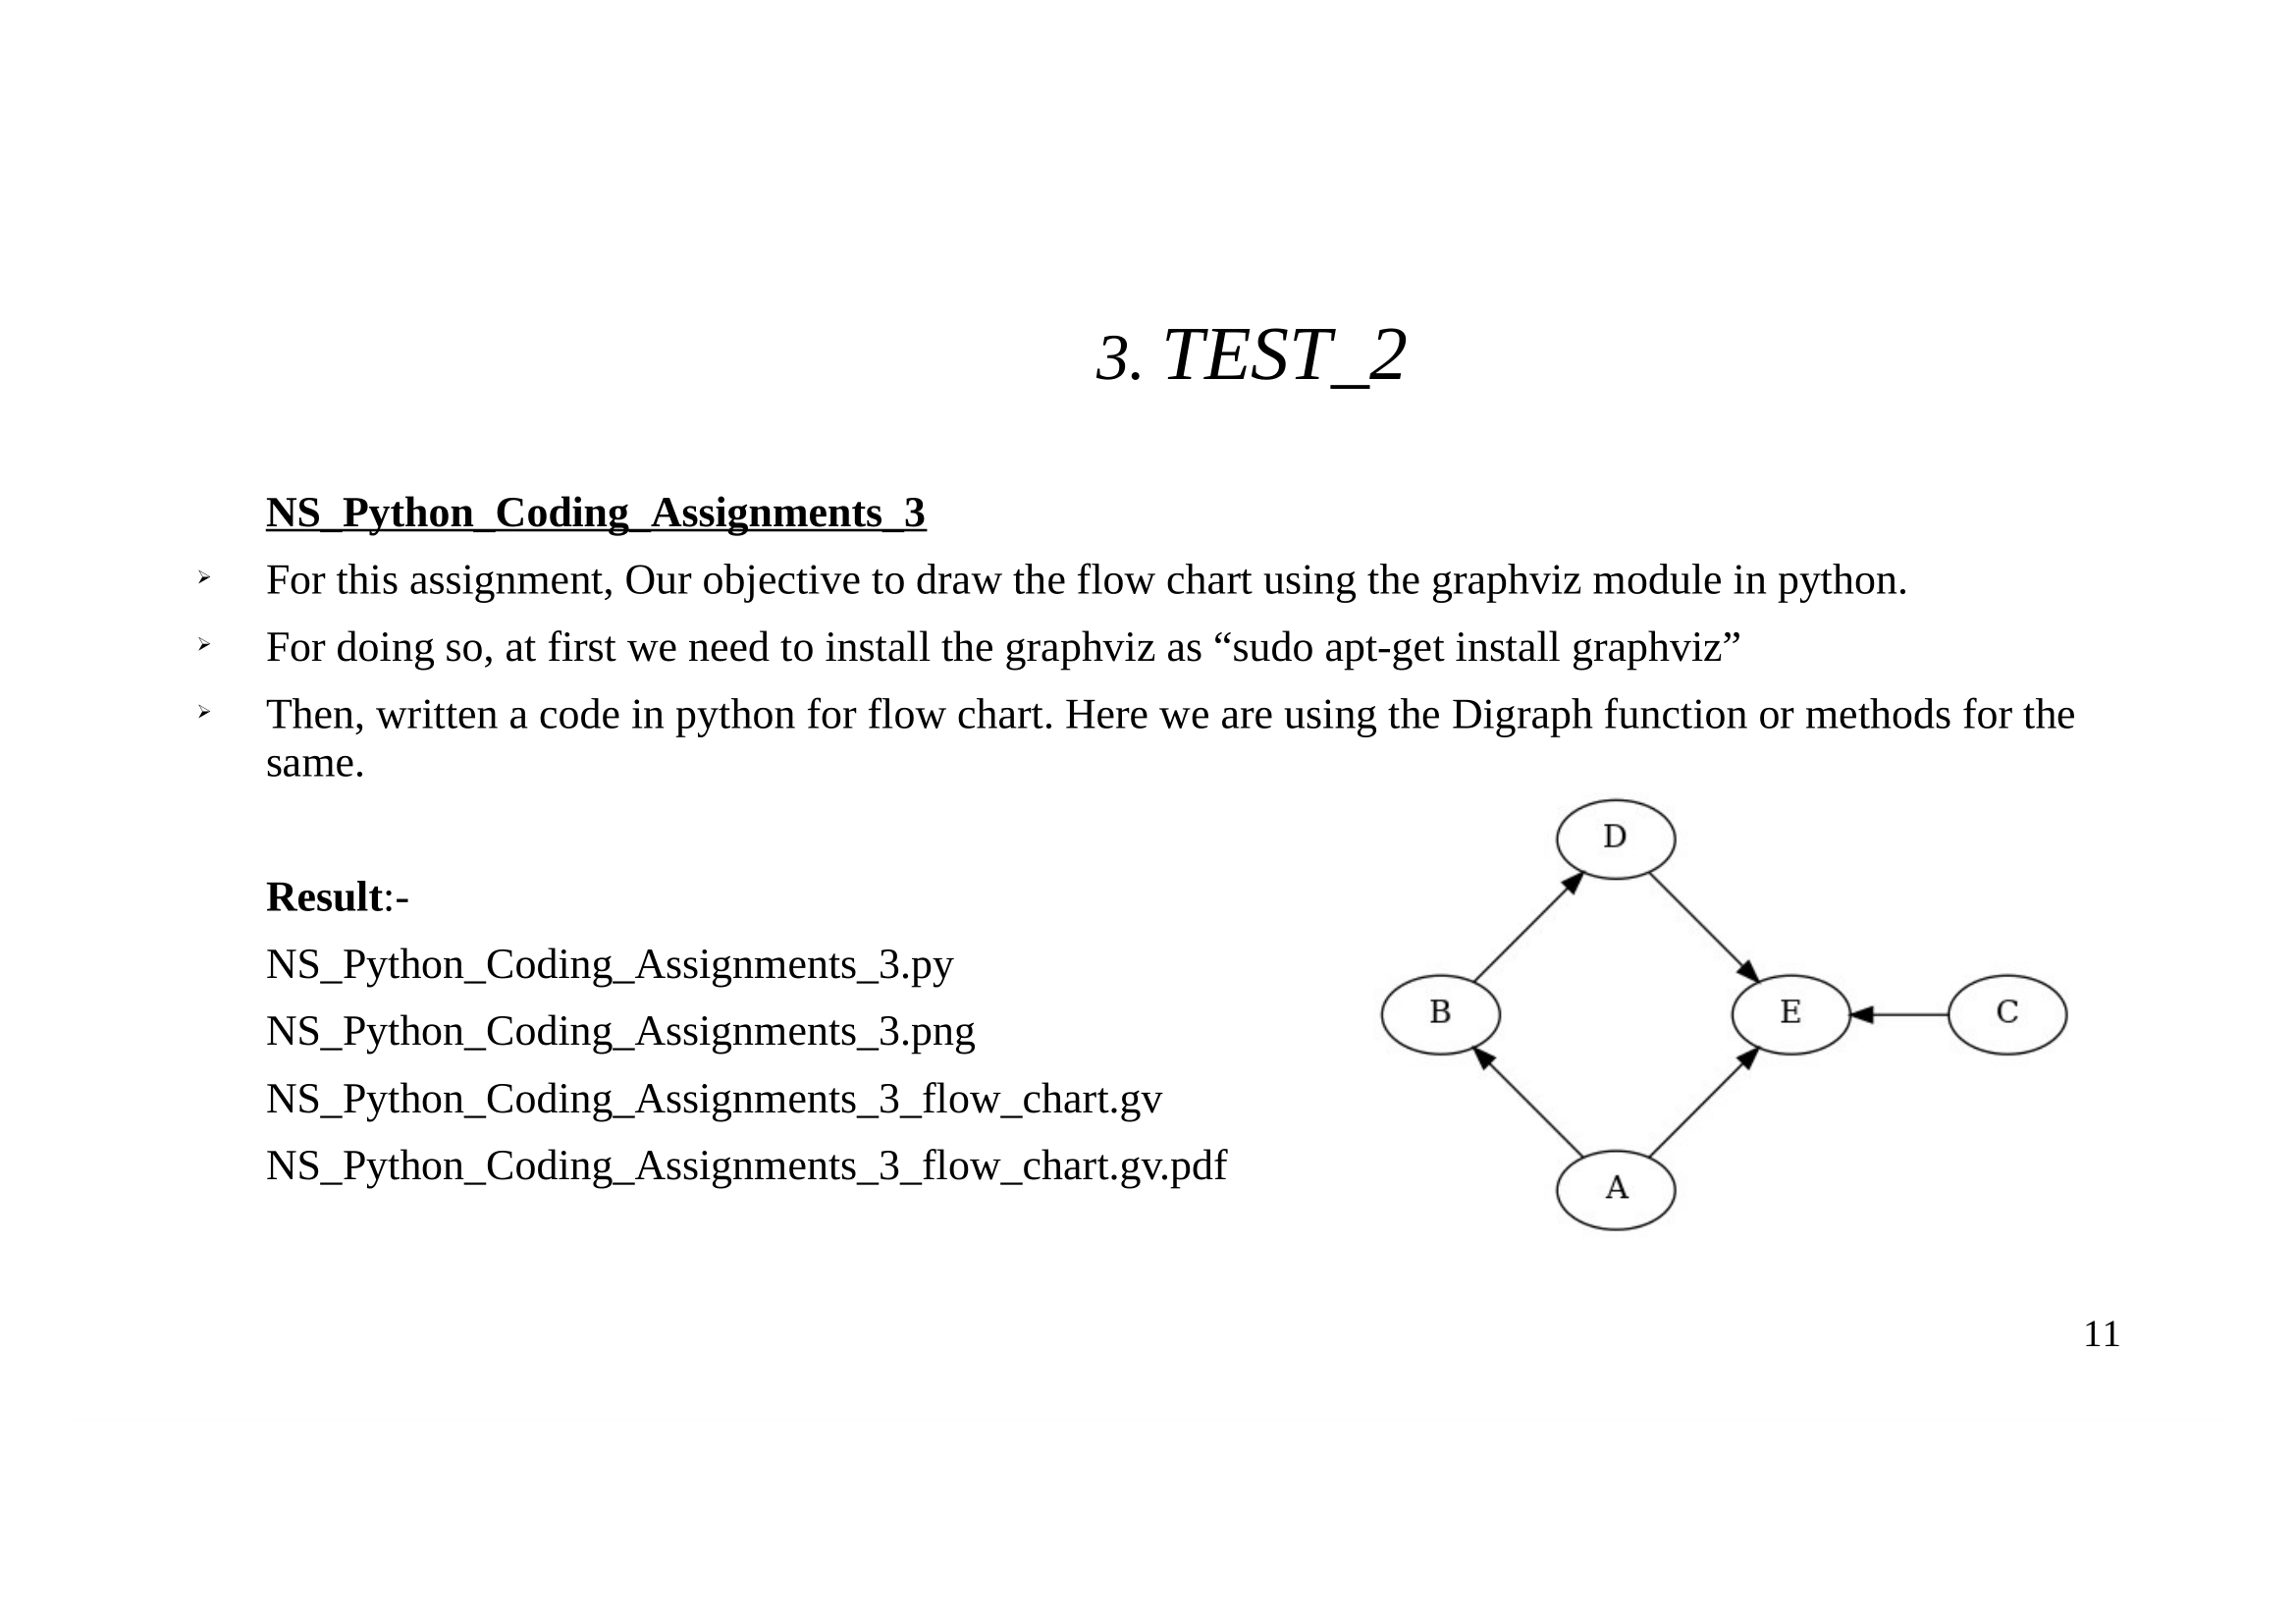 3. TEST_2
NS_Python_Coding_Assignments_3
➢ For this assignment, Our objective to draw the flow chart using the graphviz module in python.
➢ For doing so, at first we need to install the graphviz as “sudo apt-get install graphviz”
➢ Then, written a code in python for flow chart. Here we are using the Digraph function or methods for the
same.
Result:-
NS_Python_Coding_Assignments_3.py
NS_Python_Coding_Assignments_3.png
NS_Python_Coding_Assignments_3_flow_chart.gv
NS_Python_Coding_Assignments_3_flow_chart.gv.pdf
D
B E C
A
11